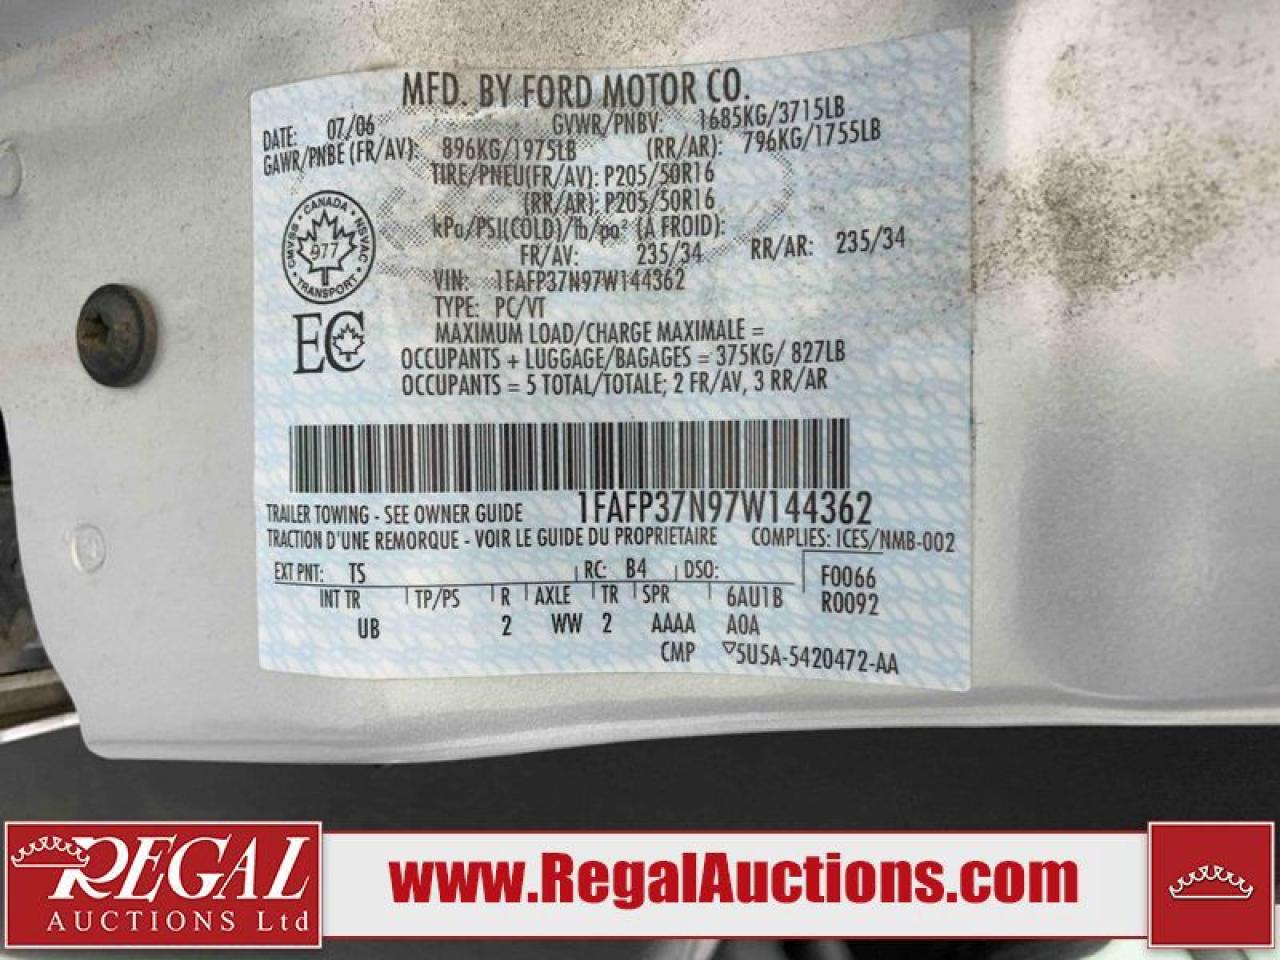 MFD. BY FORD MOTOR CO.
DATE: 07/06 GVWR/PNBV: 1685KG/3715LB
GAWR/PNBE (FR/AV): 896KG/1975LB (RR/AR): 796KG/1755LB
TIRE/PNEU(FR/AV): P205/50R16
(RR/AR): P205/50R16
kPa/PSI(COLD)/lb/po² (A FROID):
FR/AV: 235/34 RR/AR: 235/34
VIN: 1FAFP37N97W144362
TYPE: PC/VT
MAXIMUM LOAD/CHARGE MAXIMALE =
OCCUPANTS + LUGGAGE/BAGAGES = 375KG/ 827LB
OCCUPANTS = 5 TOTAL/TOTALE; 2 FR/AV, 3 RR/AR
CANADA
CMVSS 977 NSVAC
TRANSPORT
EC
1FAFP37N97W144362
TRAILER TOWING - SEE OWNER GUIDE
TRACTION D'UNE REMORQUE - VOIR LE GUIDE DU PROPRIETAIRE COMPLIES: ICES/NMB-002
EXT PNT: TS RC: B4 DSO: F0066
INT TR TP/PS R AXLE TR SPR 6AU1B R0092
UB 2 WW 2 AAAA A0A
CMP ▽5U5A-5420472-AA
REGAL
AUCTIONS Ltd
www.RegalAuctions.com